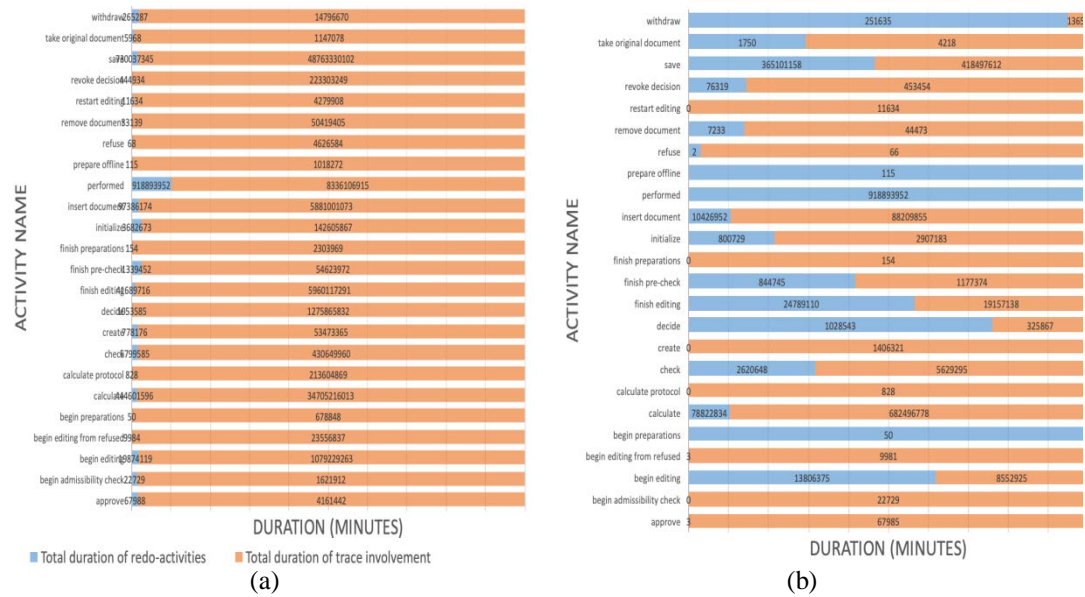 ACTIVITY NAME
withdraw 265287 14796670
take original document 5968 1147078
save 48763330102
revoke decision 223303249
restart editing 11634 4279908
remove document 50419405
refuse 68 4626584
prepare offline 115 1018272
performed 918893952 8336106915
insert document 5881001073
initialize 3682673 142605867
finish preparations 154 2303969
finish pre-check 1339452 54623972
finish editing 5960117291
decide 1053585 1275865832
create 778176 53473365
check 430649960
calculate protocol 828 213604869
calculate 34705216013
begin preparations 50 678848
begin editing from refused 9984 23556837
begin editing 19874119 1079229263
begin admissibility check 22729 1621912
approve 67988 4161442
DURATION (MINUTES)
Total duration of redo-activities Total duration of trace involvement
(a)
ACTIVITY NAME
withdraw 251635 1365
take original document 1750 4218
save 365101158 418497612
revoke decision 76319 453454
restart editing 0 11634
remove document 7233 44473
refuse 2 66
prepare offline 115
performed 918893952
insert document 10426952 88209855
initialize 800729 2907183
finish preparations 0 154
finish pre-check 844745 1177374
finish editing 24789110 19157138
decide 1028543 325867
create 0 1406321
check 2620648 5629295
calculate protocol 0 828
calculate 78822834 682496778
begin preparations 50
begin editing from refused 3 9981
begin editing 13806375 8552925
begin admissibility check 0 22729
approve 3 67985
DURATION (MINUTES)
(b)